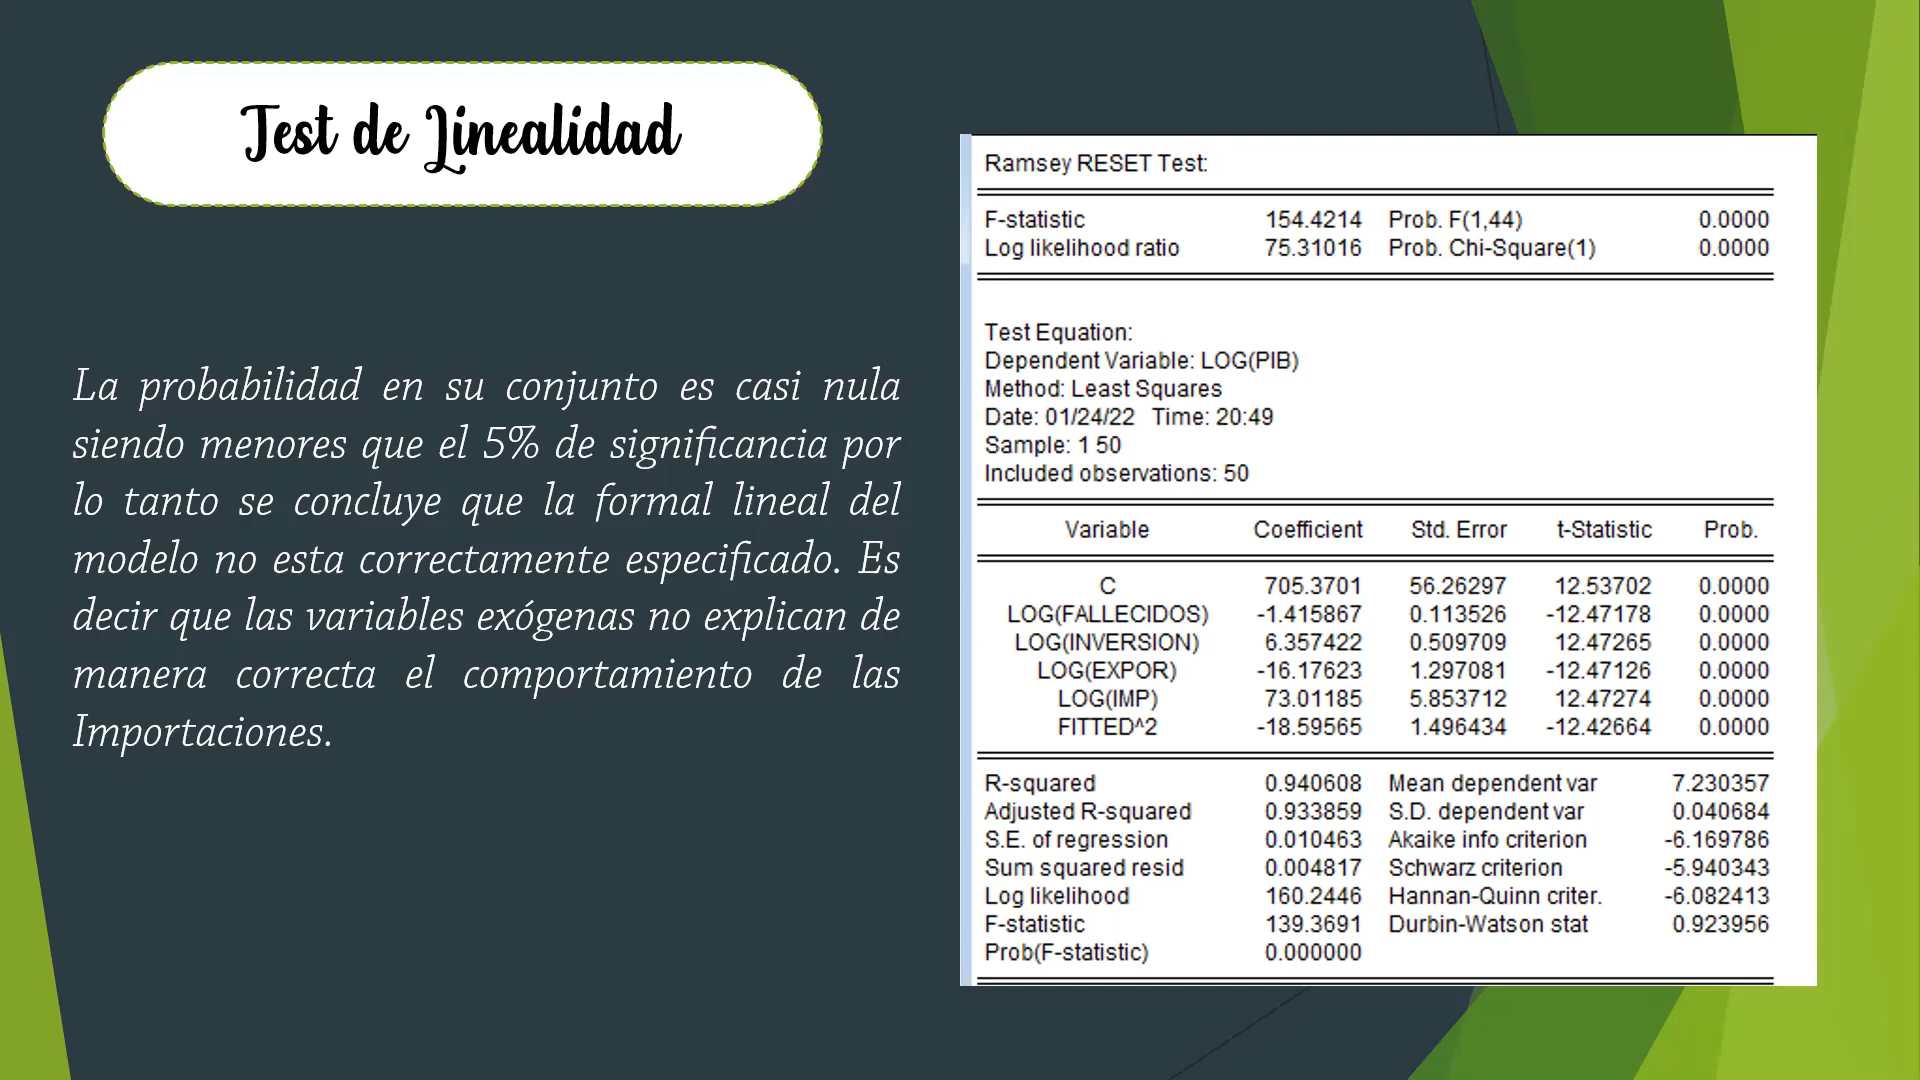 Test de Linealidad
La probabilidad en su conjunto es casi nula
siendo menores que el 5% de significancia por
lo tanto se concluye que la formal lineal del
modelo no esta correctamente especificado. Es
decir que las variables exógenas no explican de
manera correcta el comportamiento de las
Importaciones.
Ramsey RESET Test:
F-statistic 154.4214 Prob. F(1,44) 0.0000
Log likelihood ratio 75.31016 Prob. Chi-Square(1) 0.0000
Test Equation:
Dependent Variable: LOG(PIB)
Method: Least Squares
Date: 01/24/22 Time: 20:49
Sample: 1 50
Included observations: 50
Variable Coefficient Std. Error t-Statistic Prob.
C 705.3701 56.26297 12.53702 0.0000
LOG(FALLECIDOS) -1.415867 0.113526 -12.47178 0.0000
LOG(INVERSION) 6.357422 0.509709 12.47265 0.0000
LOG(EXPOR) -16.17623 1.297081 -12.47126 0.0000
LOG(IMP) 73.01185 5.853712 12.47274 0.0000
FITTED^2 -18.59565 1.496434 -12.42664 0.0000
R-squared 0.940608 Mean dependent var 7.230357
Adjusted R-squared 0.933859 S.D. dependent var 0.040684
S.E. of regression 0.010463 Akaike info criterion -6.169786
Sum squared resid 0.004817 Schwarz criterion -5.940343
Log likelihood 160.2446 Hannan-Quinn criter. -6.082413
F-statistic 139.3691 Durbin-Watson stat 0.923956
Prob(F-statistic) 0.000000